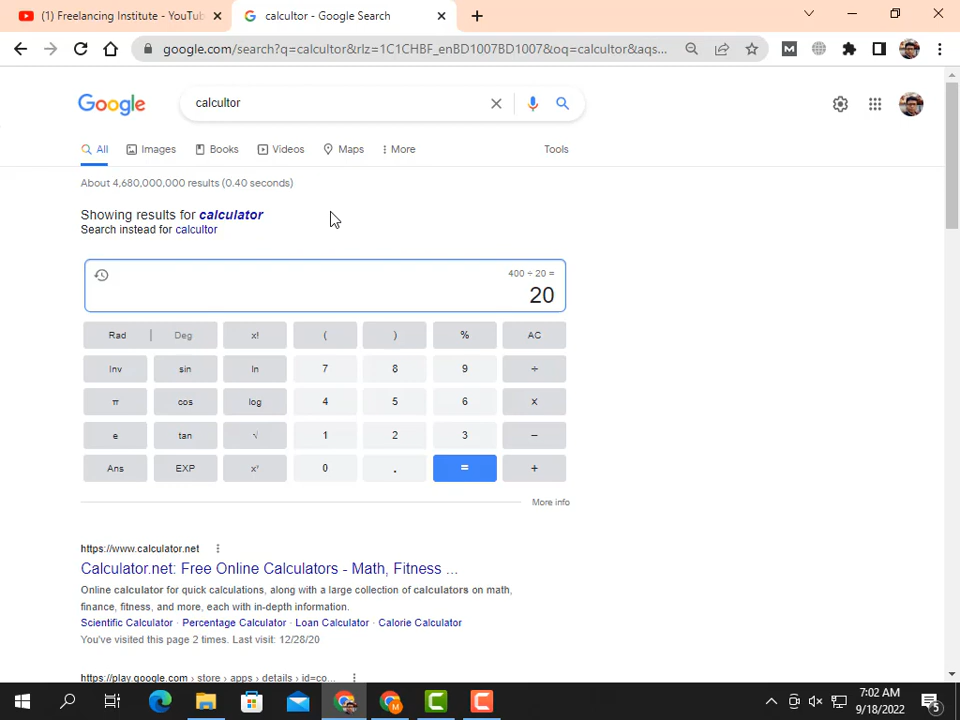 (1) Freelancing Institute - YouTub
calcultor - Google Search
google.com/search?q=calcultor&rlz=1C1CHBF_enBD1007BD1007&oq=calcultor&aqs...
Google
calcultor
All
Images
Books
Videos
Maps
More
Tools
About 4,680,000,000 results (0.40 seconds)
Showing results for calculator
Search instead for calcultor
400 ÷ 20 =
20
Rad | Deg x! ( ) % AC
Inv sin ln 7 8 9 ÷
π cos log 4 5 6 ×
e tan √ 1 2 3 −
Ans EXP xʸ 0 . = +
More info
https://www.calculator.net
Calculator.net: Free Online Calculators - Math, Fitness ...
Online calculator for quick calculations, along with a large collection of calculators on math,
finance, fitness, and more, each with in-depth information.
Scientific Calculator · Percentage Calculator · Loan Calculator · Calorie Calculator
You've visited this page 2 times. Last visit: 12/28/20
https://play.google.com › store › apps › details › id=co...
7:02 AM
9/18/2022
5